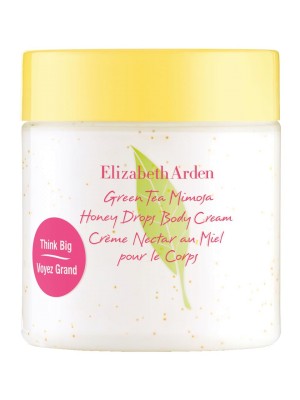 Elizabeth Arden
Green Tea Mimosa
Honey Drops Body Cream
Crème Nectar au Miel
pour le Corps
Think Big
Voyez Grand